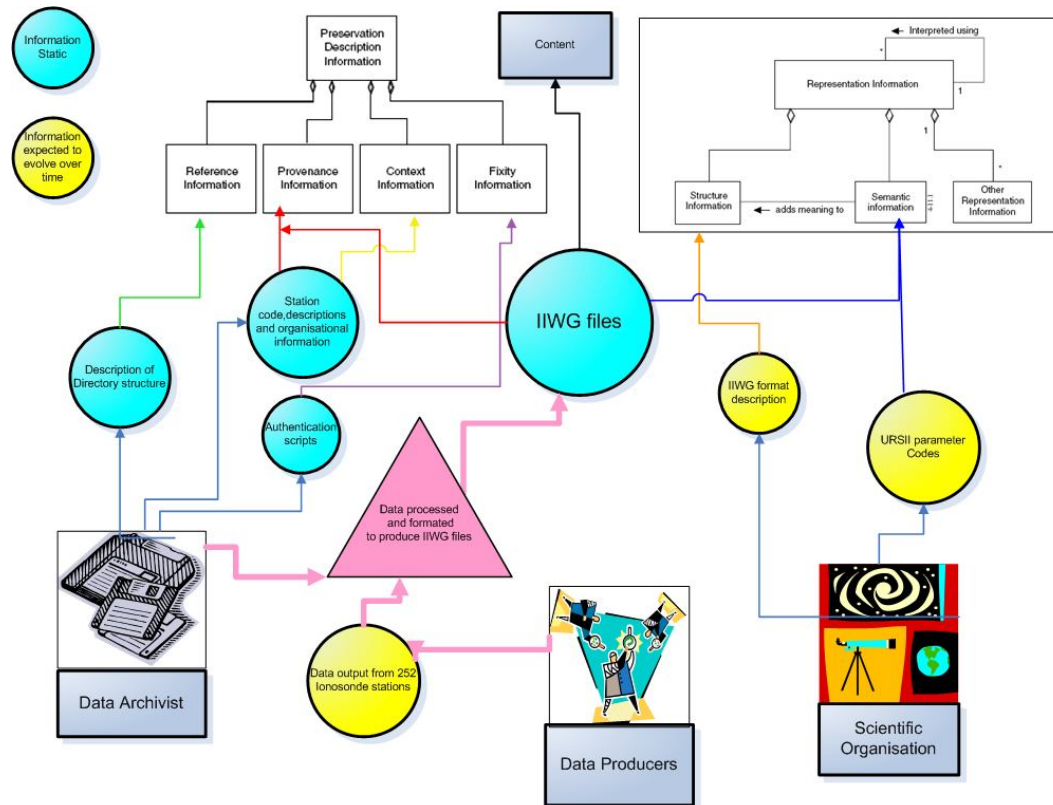 Information
Static
Information
expected to
evolve over
time
Preservation
Description
Information
Reference
Information
Provenance
Information
Context
Information
Fixity
Information
Content
Interpreted using
*
1
Representation Information
1
*
Structure
Information
adds meaning to
Semantic
information
Other
Representation
Information
Station
code,descriptions
and organisational
information
IIWG files
Description of
Directory structure
Authentication
scripts
IIWG format
description
URSII parameter
Codes
Data processed
and formated
to produce IIWG files
Data output from 252
Ionosonde stations
Data Archivist
Data Producers
Scientific
Organisation